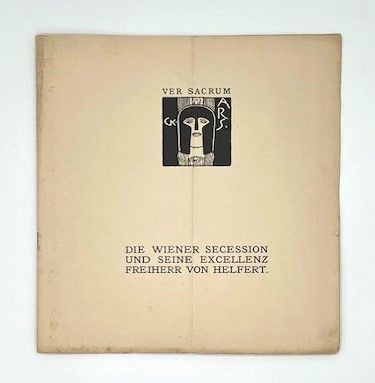 VER SACRUM
GK
ARS.
DIE WIENER SECESSION
UND SEINE EXCELLENZ
FREIHERR VON HELFERT.